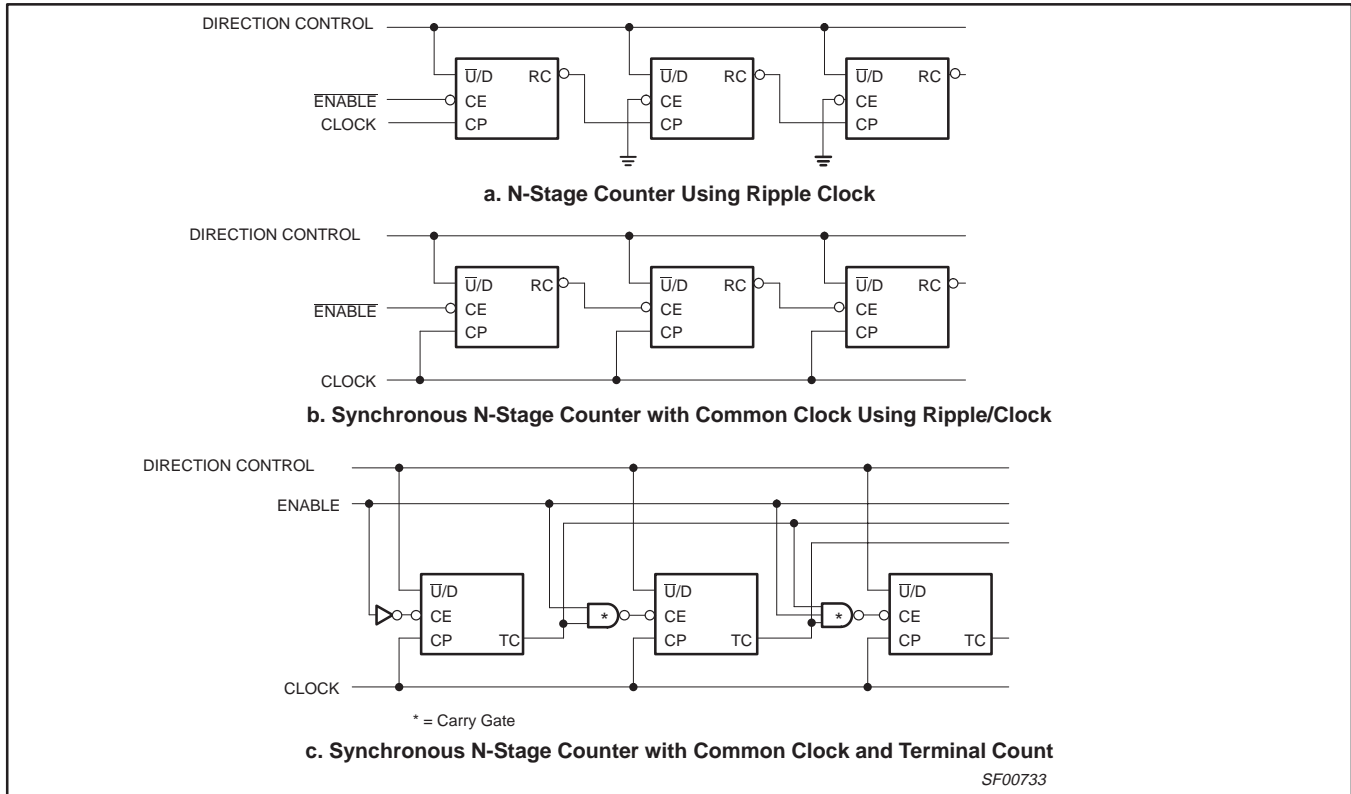 DIRECTION CONTROL
U̅/D RC U̅/D RC U̅/D RC
E̅N̅A̅B̅L̅E̅ CE CE CE
CLOCK CP CP CP
a. N-Stage Counter Using Ripple Clock
DIRECTION CONTROL
U̅/D RC U̅/D RC U̅/D RC
E̅N̅A̅B̅L̅E̅ CE CE CE
CP CP CP
CLOCK
b. Synchronous N-Stage Counter with Common Clock Using Ripple/Clock
DIRECTION CONTROL
ENABLE
U̅/D U̅/D U̅/D
CE * CE * CE
CP TC CP TC CP TC
CLOCK
* = Carry Gate
c. Synchronous N-Stage Counter with Common Clock and Terminal Count
SF00733